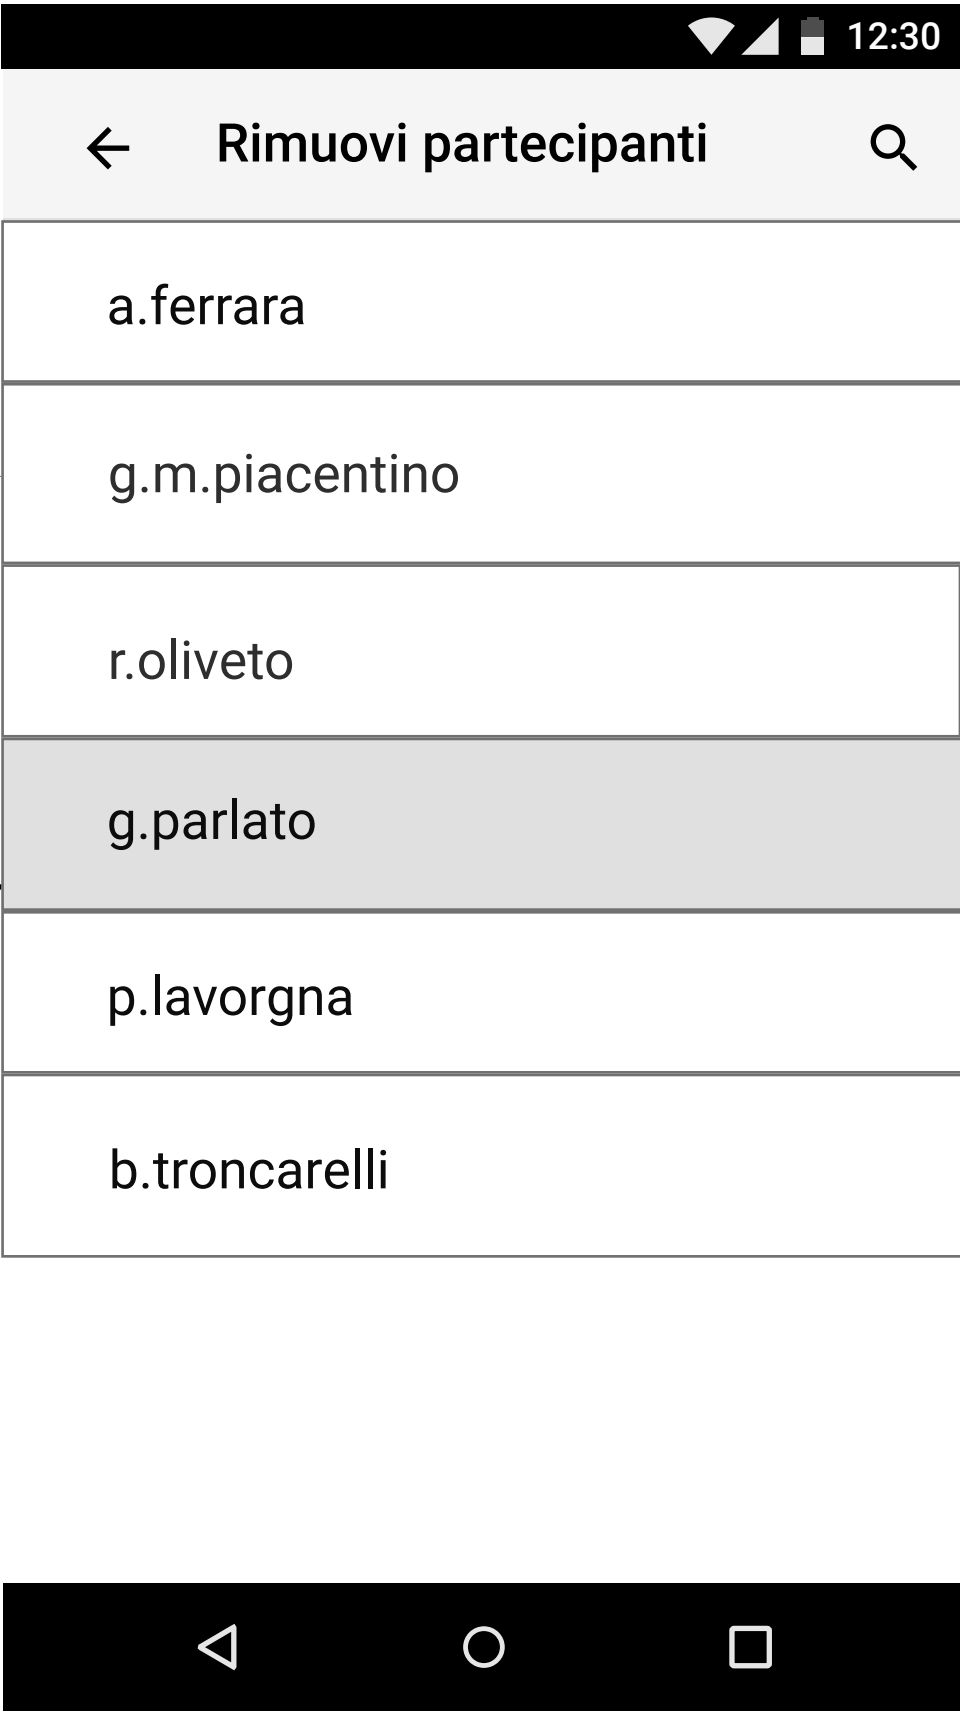 12:30
Rimuovi partecipanti
a.ferrara
g.m.piacentino
r.oliveto
g.parlato
p.lavorgna
b.troncarelli